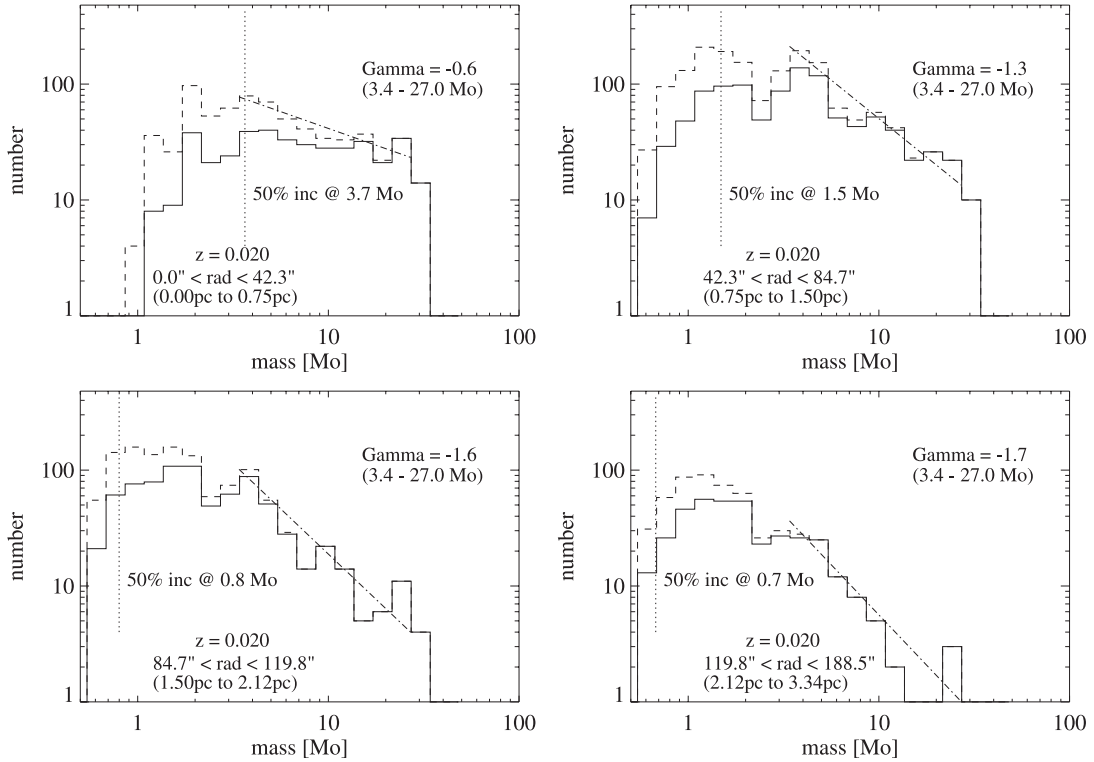 100
10
1
number
Gamma = -0.6
(3.4 - 27.0 Mo)
50% inc @ 3.7 Mo
z = 0.020
0.0" < rad < 42.3"
(0.00pc to 0.75pc)
1
10
100
mass [Mo]
100
10
1
number
Gamma = -1.3
(3.4 - 27.0 Mo)
50% inc @ 1.5 Mo
z = 0.020
42.3" < rad < 84.7"
(0.75pc to 1.50pc)
1
10
100
mass [Mo]
100
10
1
number
Gamma = -1.6
(3.4 - 27.0 Mo)
50% inc @ 0.8 Mo
z = 0.020
84.7" < rad < 119.8"
(1.50pc to 2.12pc)
1
10
100
mass [Mo]
100
10
1
number
Gamma = -1.7
(3.4 - 27.0 Mo)
50% inc @ 0.7 Mo
z = 0.020
119.8" < rad < 188.5"
(2.12pc to 3.34pc)
1
10
100
mass [Mo]